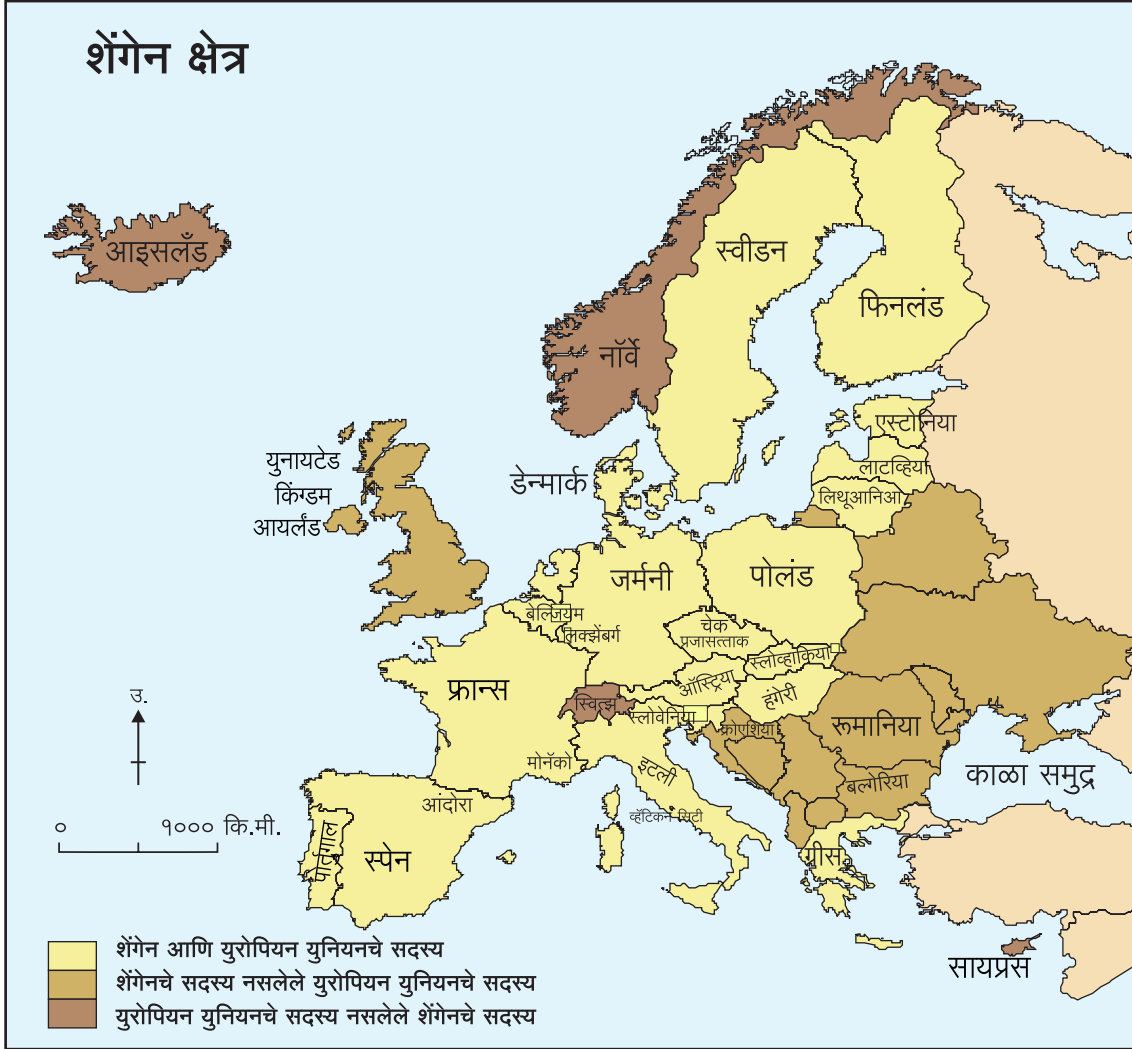 शेंगेन क्षेत्र
आइसलँड
स्वीडन
फिनलंड
नॉर्वे
एस्टोनिया
लाटव्हिया
लिथूआनिआ
युनायटेड
किंग्डम
आयर्लंड
डेन्मार्क
जर्मनी
पोलंड
बेल्जियम
लिक्झेंबर्ग
चेक
प्रजासत्ताक
स्लोव्हाकिया
ऑस्ट्रिया
हंगेरी
फ्रान्स
स्वित्झ
स्लोवेनिया
क्रोएशिया
रूमानिया
उ.
मोनॅको
इटली
बल्गेरिया
काळा समुद्र
आंदोरा
व्हॅटिकन सिटी
० १००० कि.मी.
पोर्तुगाल
स्पेन
ग्रीस
सायप्रस
शेंगेन आणि युरोपियन युनियनचे सदस्य
शेंगेनचे सदस्य नसलेले युरोपियन युनियनचे सदस्य
युरोपियन युनियनचे सदस्य नसलेले शेंगेनचे सदस्य